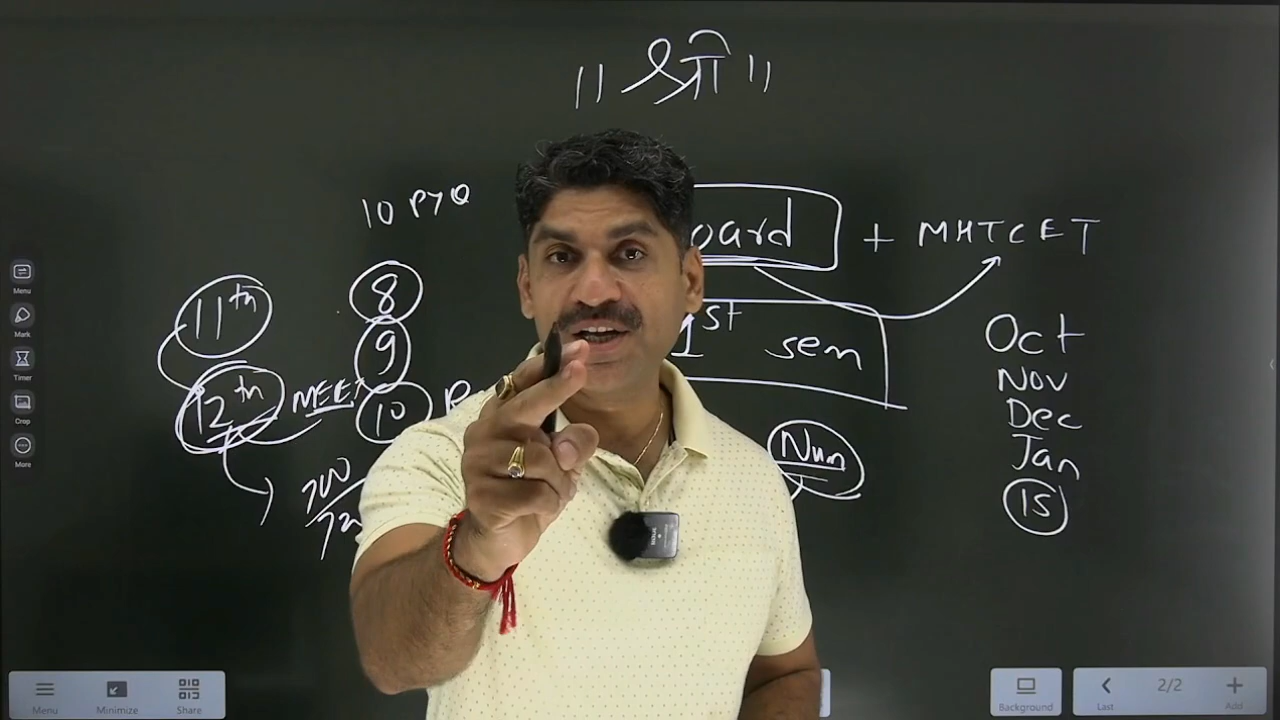 ॥ श्री ॥
10 PYQ
oard + MHTCET
11th 8
1st sem Oct
9 Nov
12th NEET 10 Dec
Num Jan
15
700
72
Menu
Mark
Timer
Crop
More
Menu Minimize Share Background Last 2/2 Add